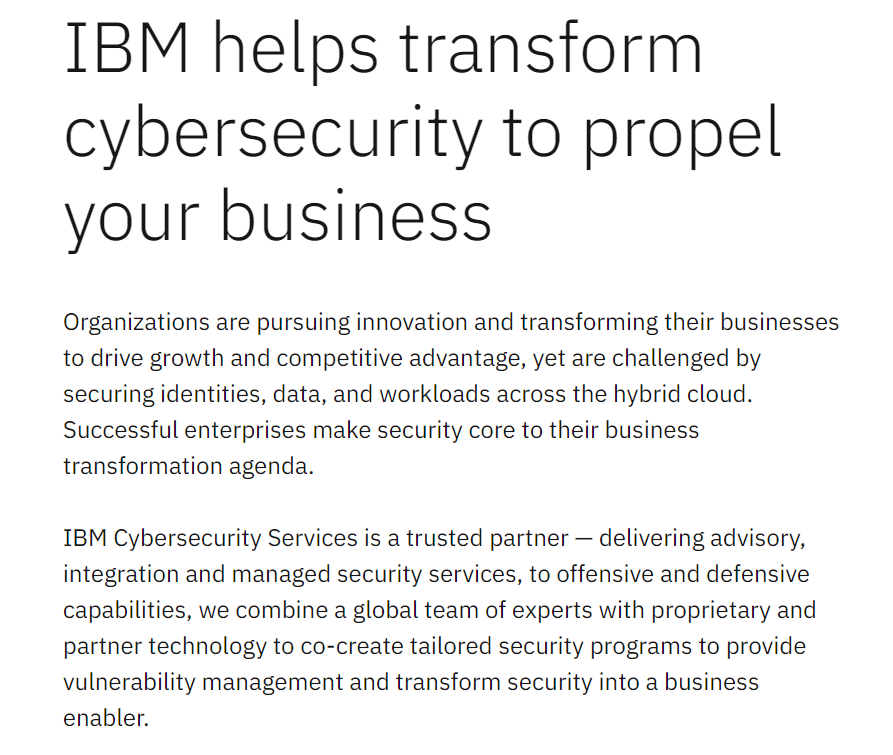 IBM helps transform
cybersecurity to propel
your business
Organizations are pursuing innovation and transforming their businesses
to drive growth and competitive advantage, yet are challenged by
securing identities, data, and workloads across the hybrid cloud.
Successful enterprises make security core to their business
transformation agenda.
IBM Cybersecurity Services is a trusted partner — delivering advisory,
integration and managed security services, to offensive and defensive
capabilities, we combine a global team of experts with proprietary and
partner technology to co-create tailored security programs to provide
vulnerability management and transform security into a business
enabler.